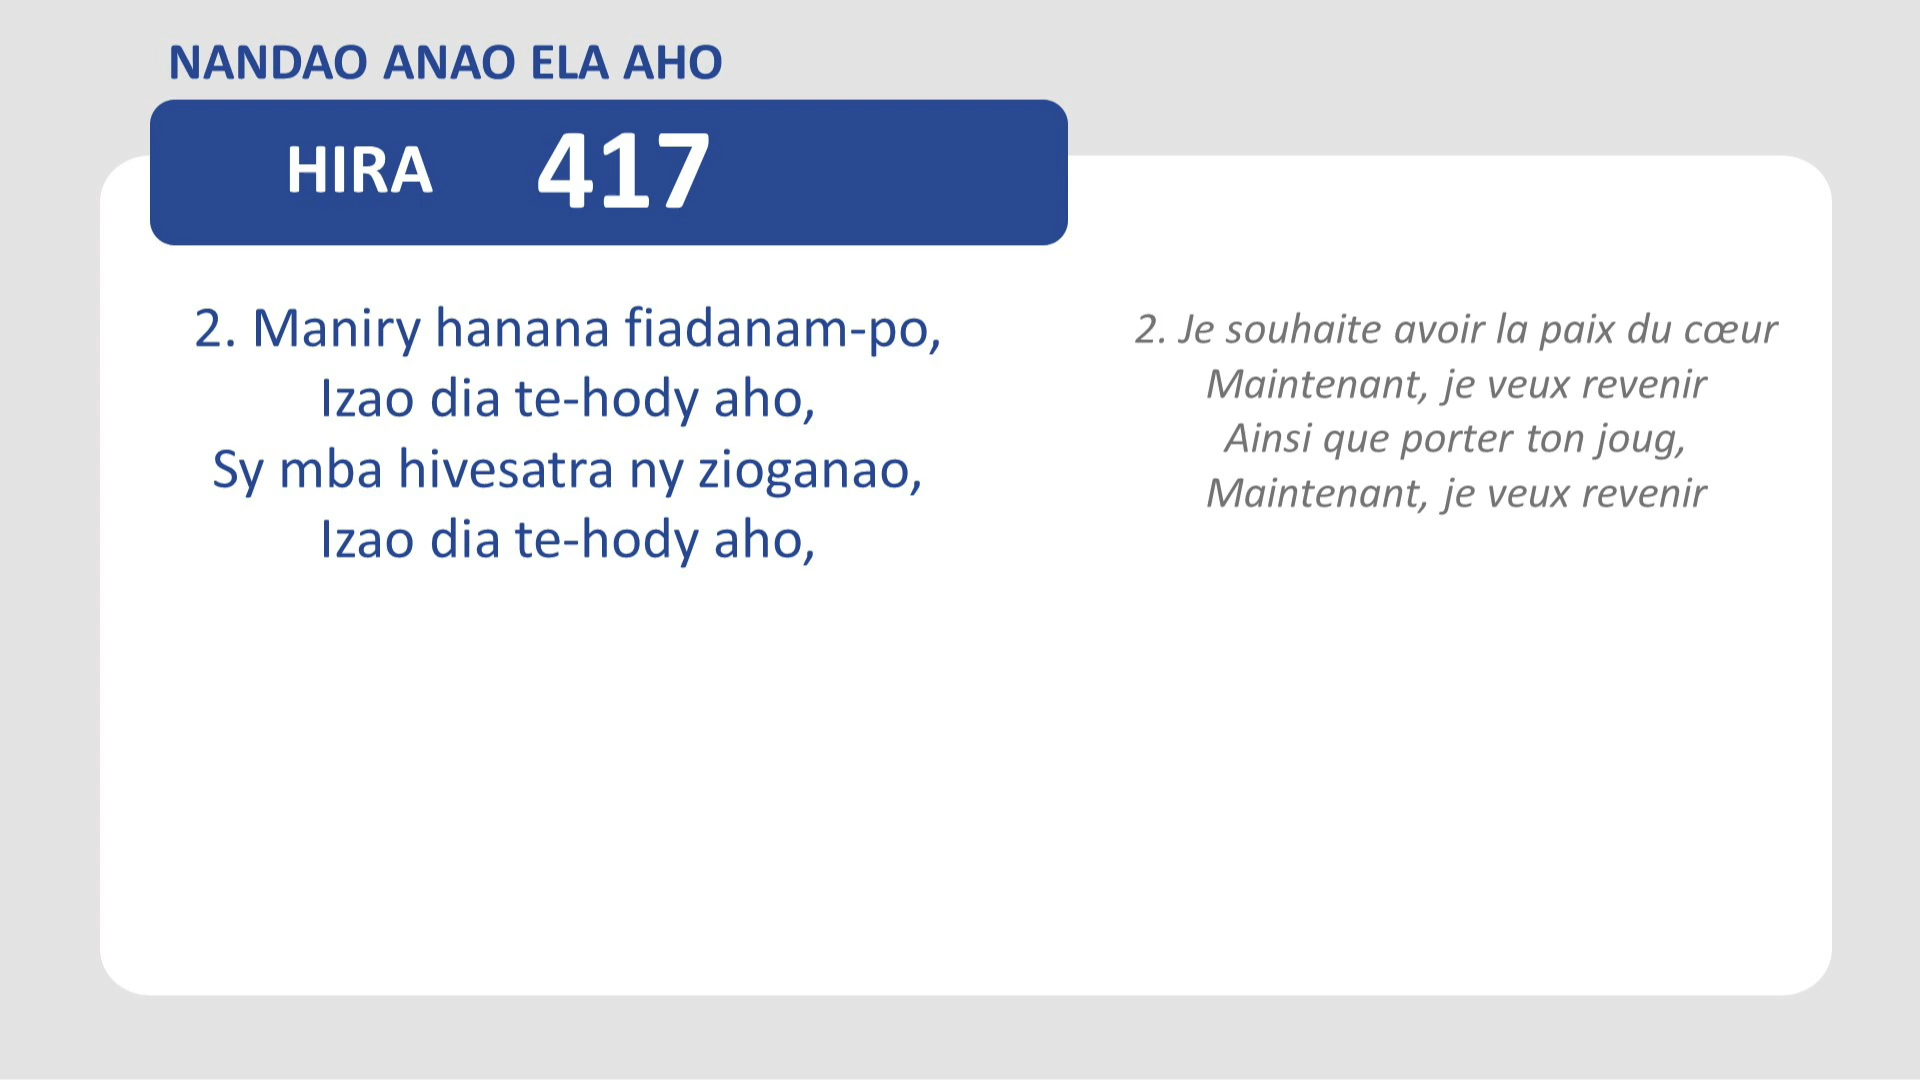 NANDAO ANAO ELA AHO
HIRA 417
2. Maniry hanana fiadanam-po,
Izao dia te-hody aho,
Sy mba hivesatra ny zioganao,
Izao dia te-hody aho,
2. Je souhaite avoir la paix du cœur
Maintenant, je veux revenir
Ainsi que porter ton joug,
Maintenant, je veux revenir